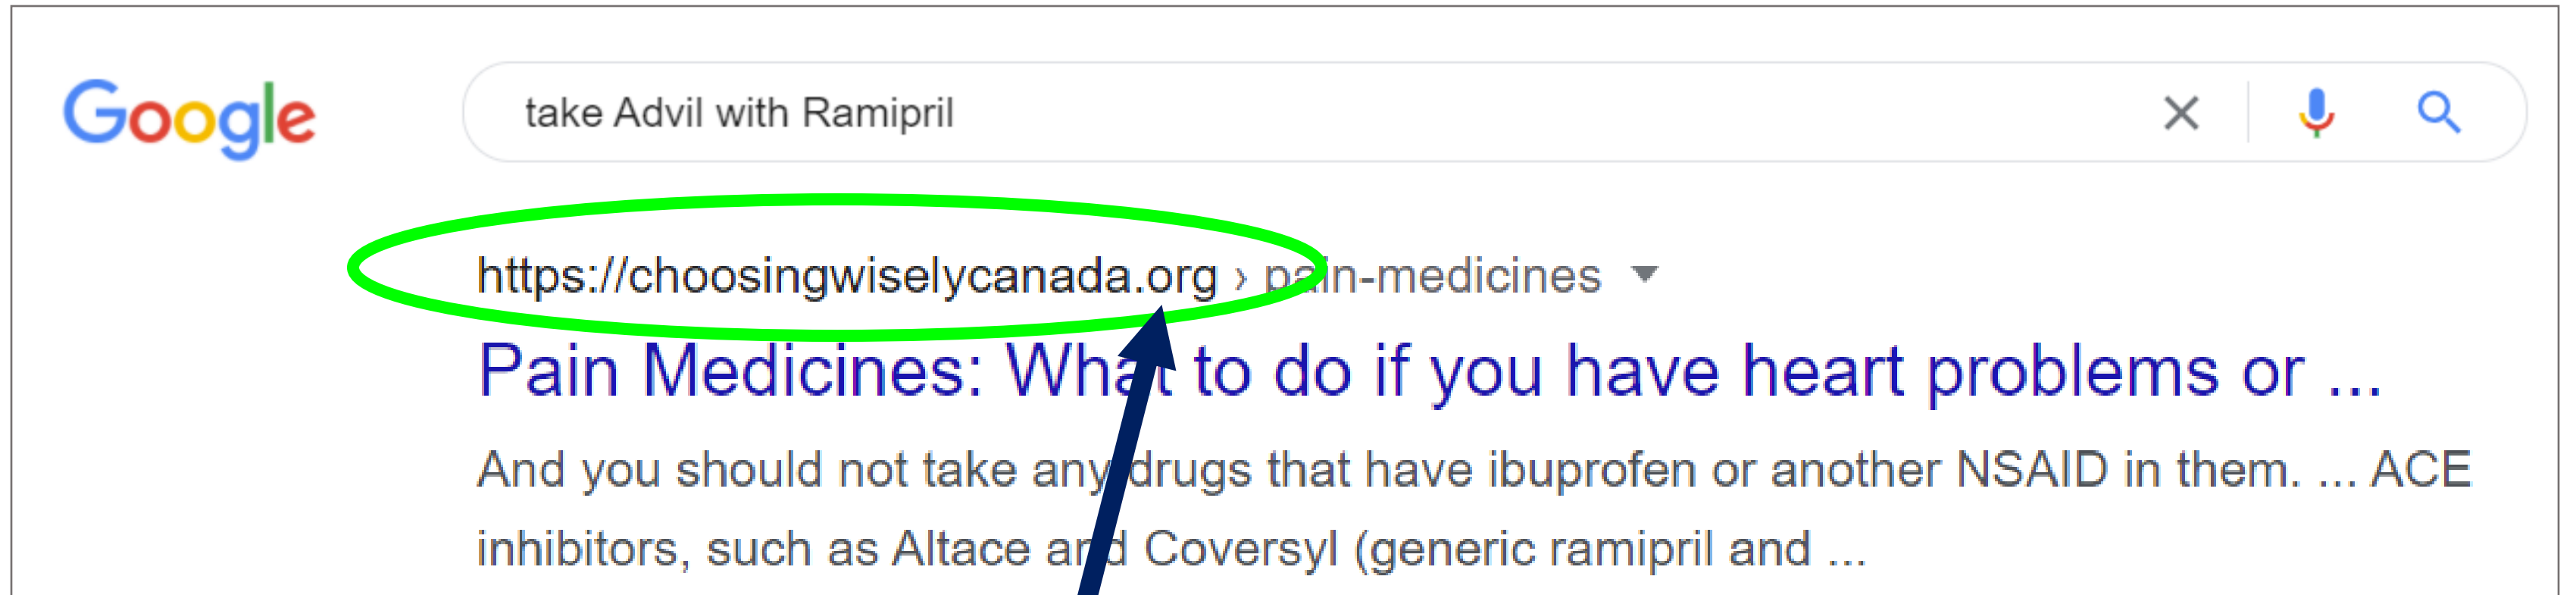 Google
take Advil with Ramipril
https://choosingwiselycanada.org › pain-medicines
Pain Medicines: What to do if you have heart problems or ...
And you should not take any drugs that have ibuprofen or another NSAID in them. ... ACE
inhibitors, such as Altace and Coversyl (generic ramipril and ...